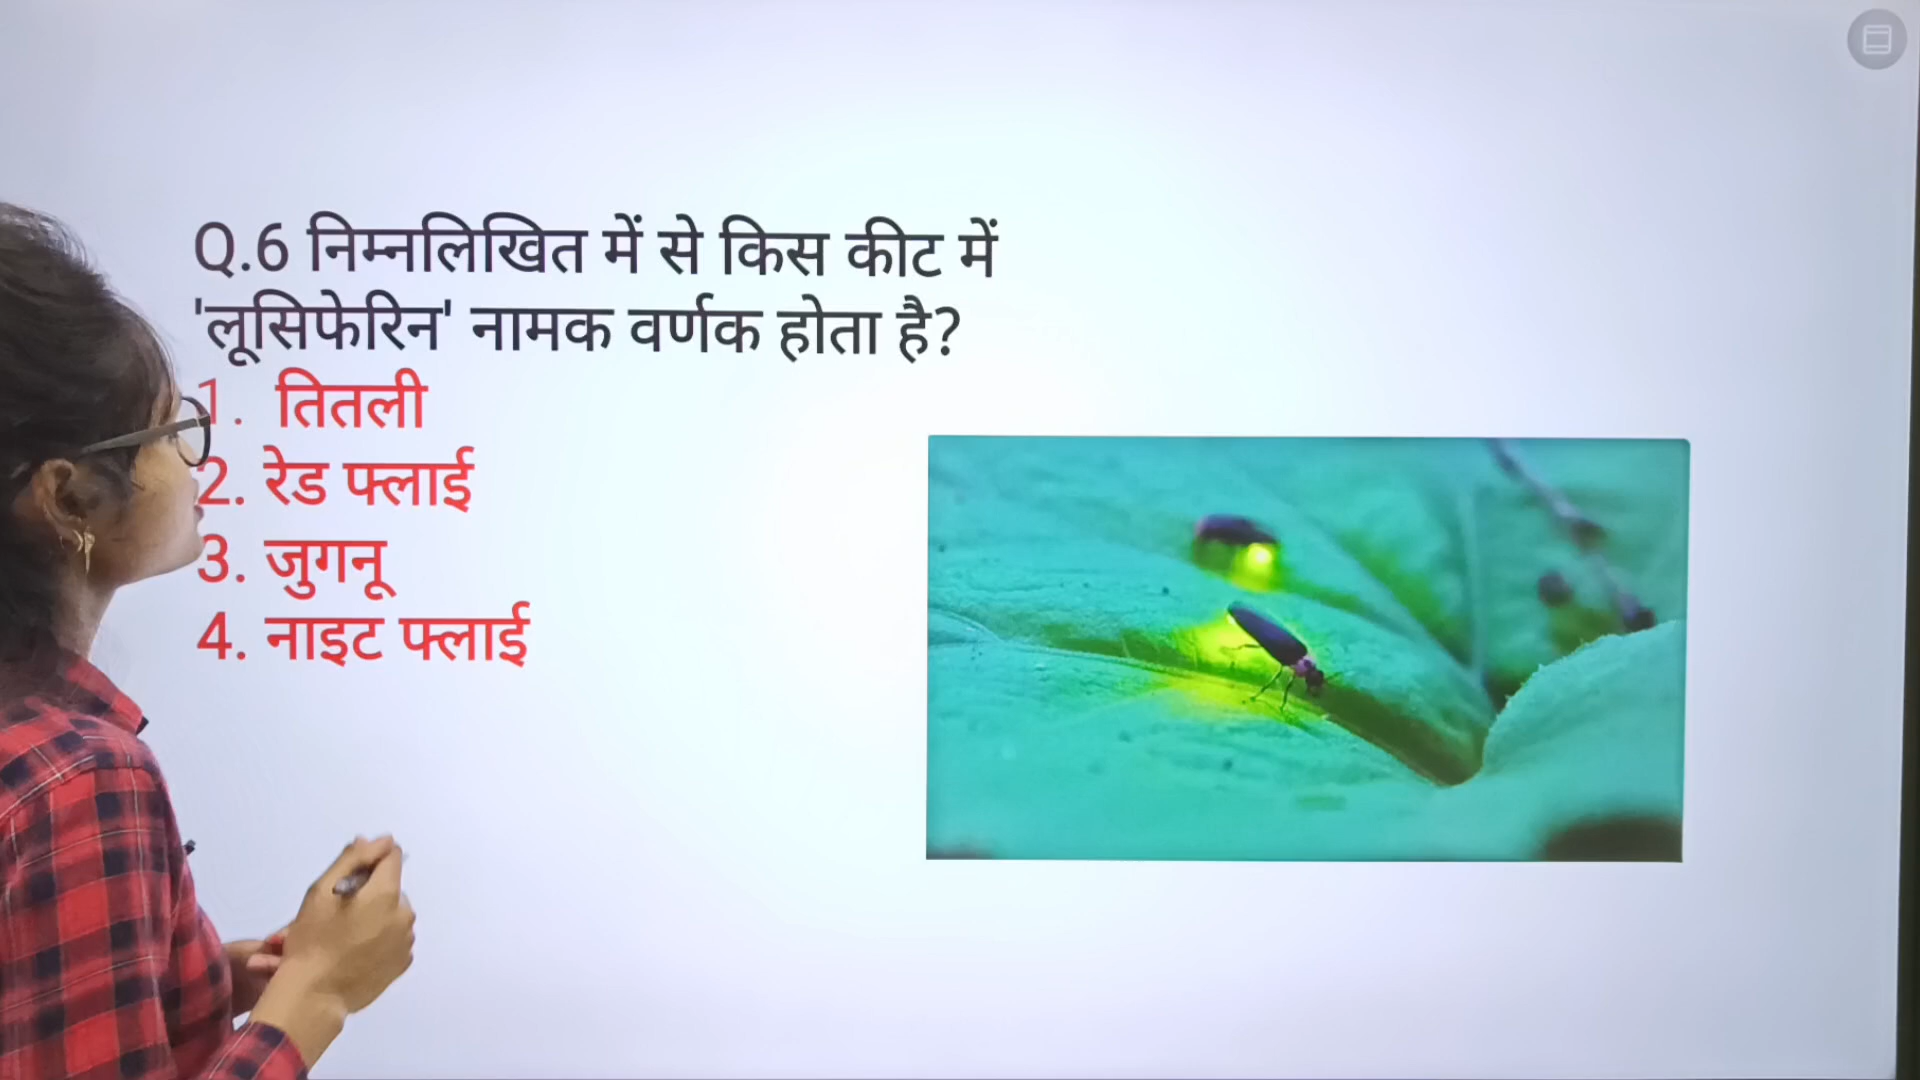 Q.6 निम्नलिखित में से किस कीट में
'लूसिफेरिन' नामक वर्णक होता है?
1. तितली
2. रेड फ्लाई
3. जुगनू
4. नाइट फ्लाई